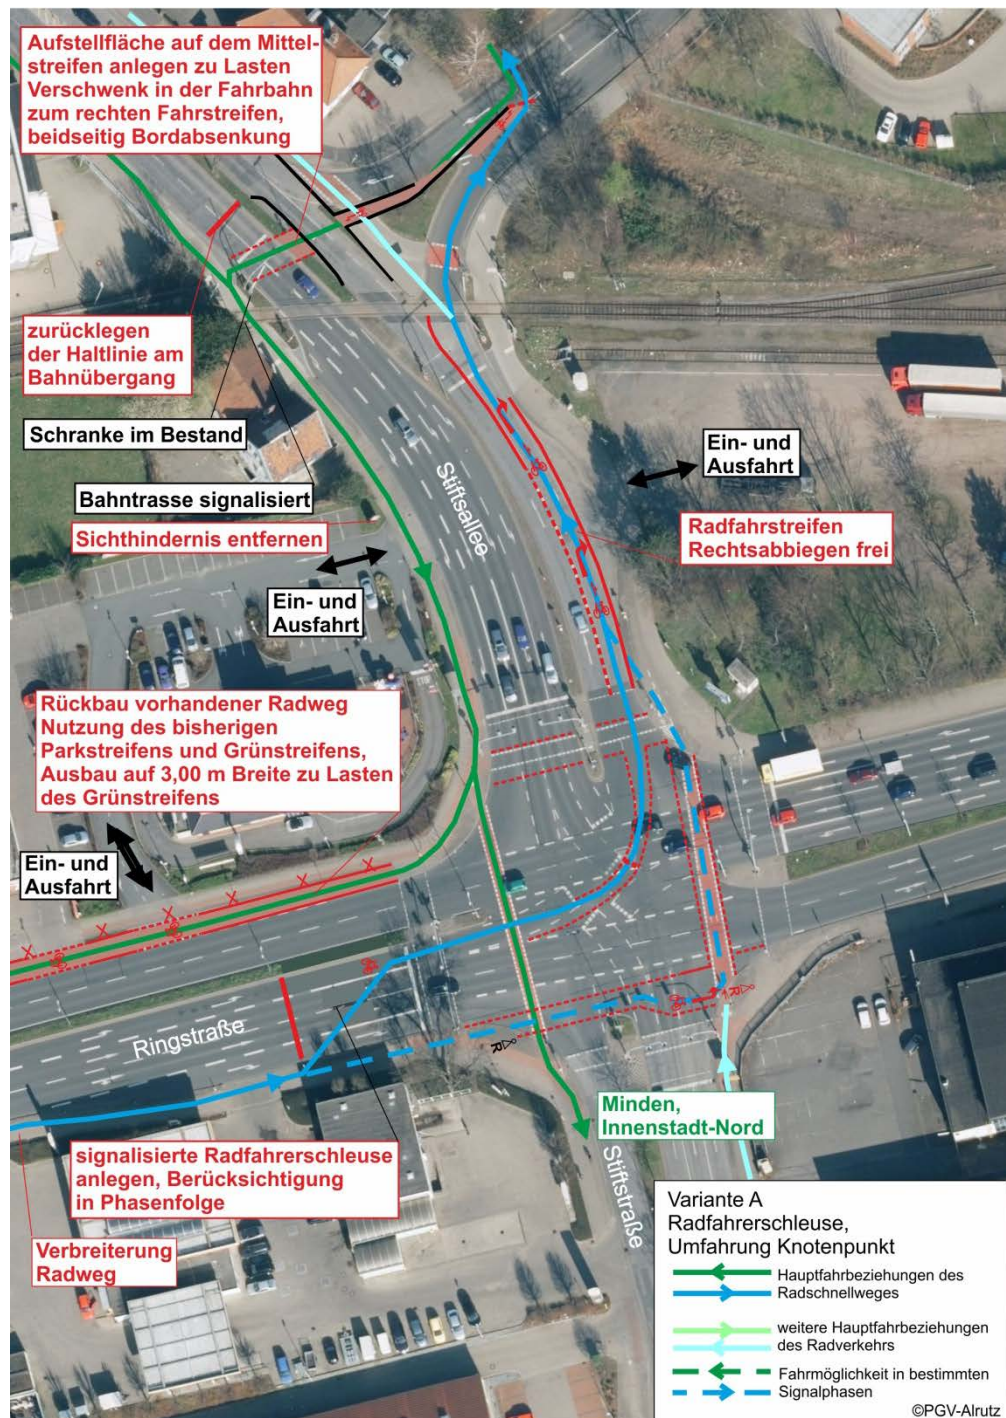 Aufstellfläche auf dem Mittel-
streifen anlegen zu Lasten
Verschwenk in der Fahrbahn
zum rechten Fahrstreifen,
beidseitig Bordabsenkung
zurücklegen
der Haltlinie am
Bahnübergang
Schranke im Bestand
Bahntrasse signalisiert
Sichthindernis entfernen
Ein- und
Ausfahrt
Stiftsallee
Ein- und
Ausfahrt
Radfahrstreifen
Rechtsabbiegen frei
Rückbau vorhandener Radweg
Nutzung des bisherigen
Parkstreifens und Grünstreifens,
Ausbau auf 3,00 m Breite zu Lasten
des Grünstreifens
Ein- und
Ausfahrt
Ringstraße
R
R
Minden,
Innenstadt-Nord
Stiftstraße
signalisierte Radfahrerschleuse
anlegen, Berücksichtigung
in Phasenfolge
Verbreiterung
Radweg
Variante A
Radfahrerschleuse,
Umfahrung Knotenpunkt
Hauptfahrbeziehungen des
Radschnellweges
weitere Hauptfahrbeziehungen
des Radverkehrs
Fahrmöglichkeit in bestimmten
Signalphasen
©PGV-Alrutz